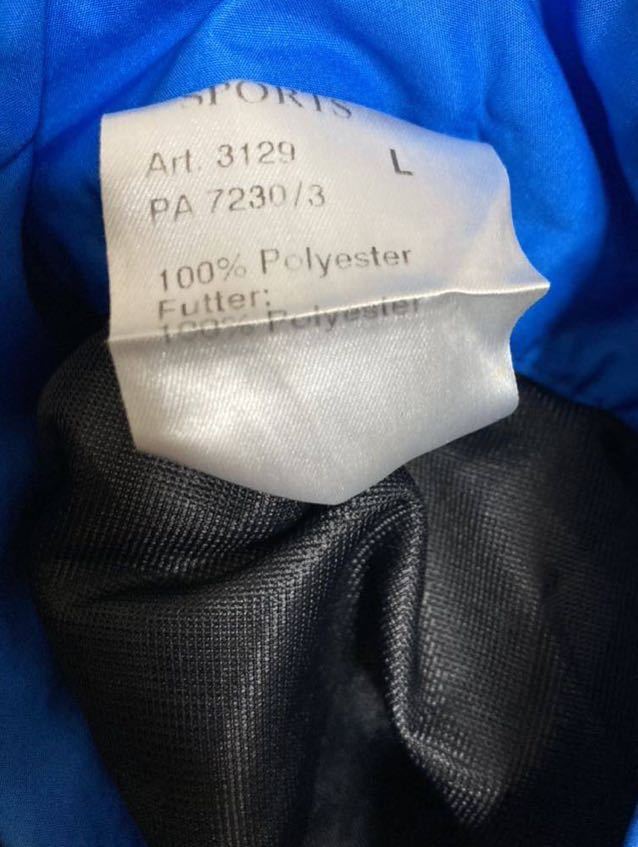 SPORTS
Art. 3129 L
PA 7230/3
100% Polyester
Futter:
100% Polyester